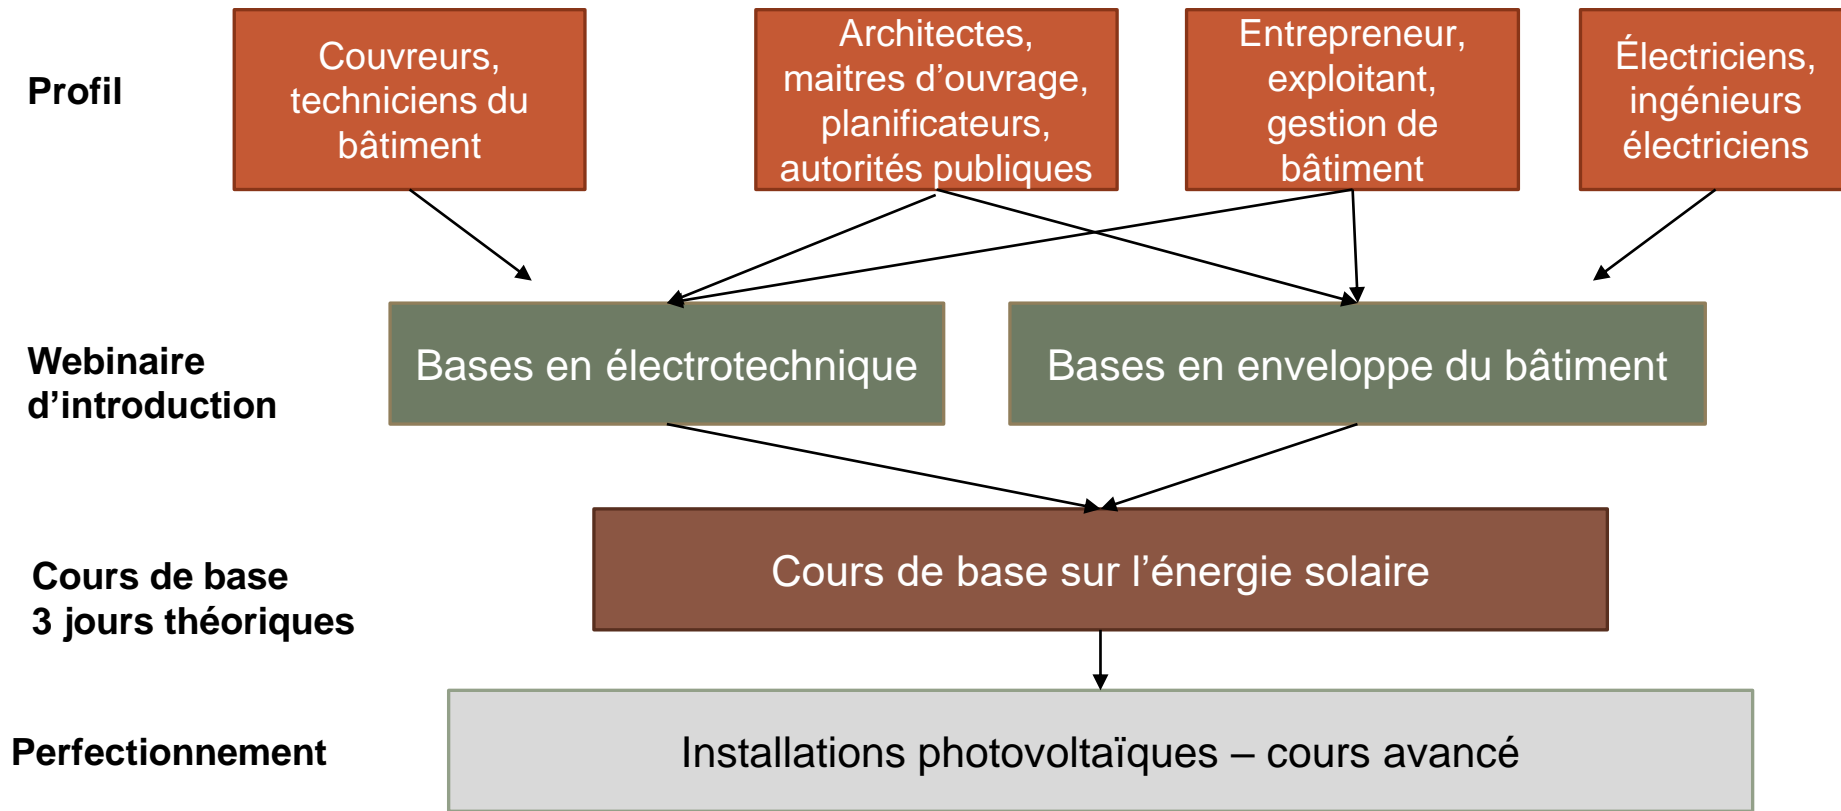 Profil
Couvreurs,
techniciens du
bâtiment
Architectes,
maitres d’ouvrage,
planificateurs,
autorités publiques
Entrepreneur,
exploitant,
gestion de
bâtiment
Électriciens,
ingénieurs
électriciens
Webinaire
d’introduction
Bases en électrotechnique
Bases en enveloppe du bâtiment
Cours de base
3 jours théoriques
Cours de base sur l’énergie solaire
Perfectionnement
Installations photovoltaïques – cours avancé